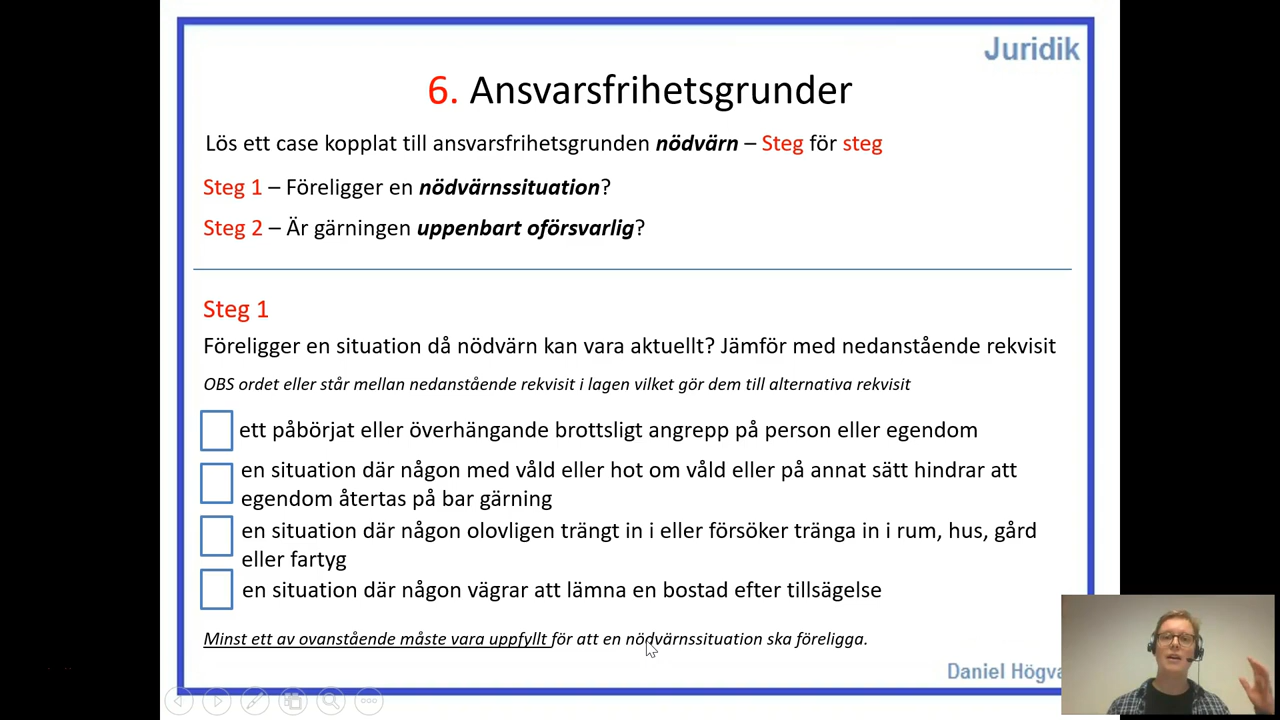 Juridik
6. Ansvarsfrihetsgrunder
Lös ett case kopplat till ansvarsfrihetsgrunden nödvärn – Steg för steg
Steg 1 – Föreligger en nödvärnssituation?
Steg 2 – Är gärningen uppenbart oförsvarlig?
Steg 1
Föreligger en situation då nödvärn kan vara aktuellt? Jämför med nedanstående rekvisit
OBS ordet eller står mellan nedanstående rekvisit i lagen vilket gör dem till alternativa rekvisit
ett påbörjat eller överhängande brottsligt angrepp på person eller egendom
en situation där någon med våld eller hot om våld eller på annat sätt hindrar att
egendom återtas på bar gärning
en situation där någon olovligen trängt in i eller försöker tränga in i rum, hus, gård
eller fartyg
en situation där någon vägrar att lämna en bostad efter tillsägelse
Minst ett av ovanstående måste vara uppfyllt för att en nödvärnssituation ska föreligga.
Daniel